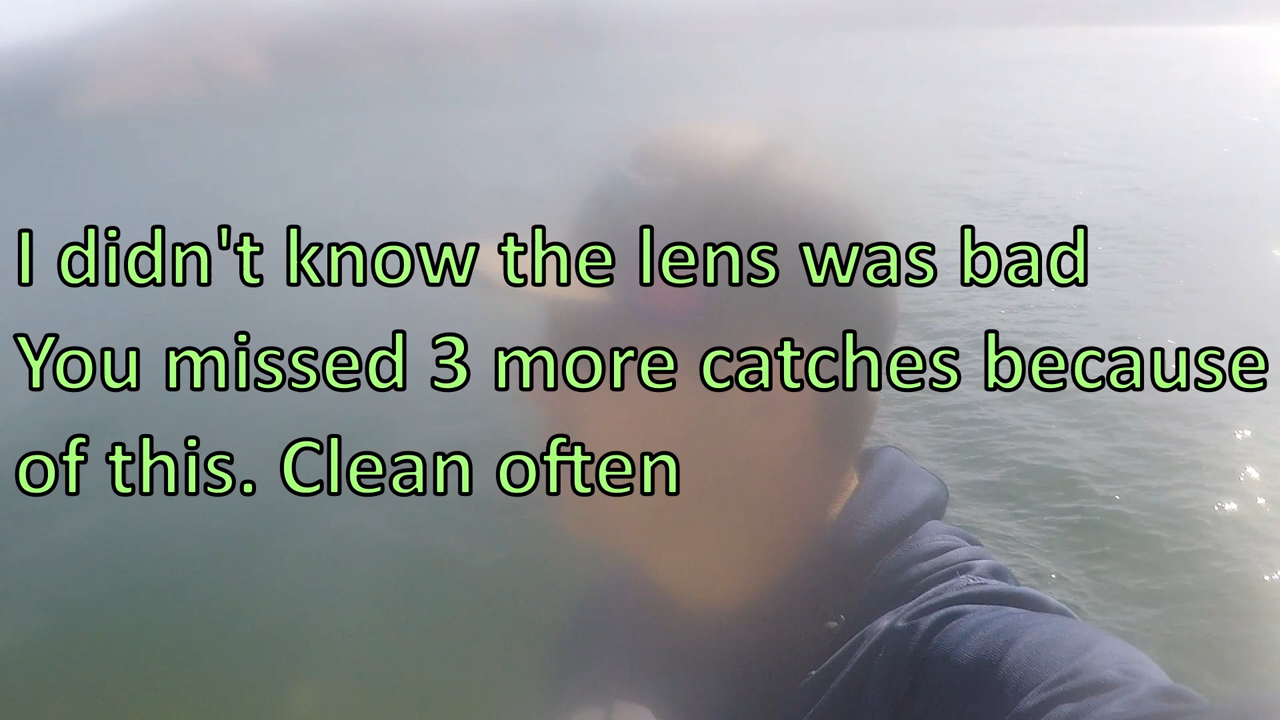 I didn't know the lens was bad
You missed 3 more catches because
of this. Clean often